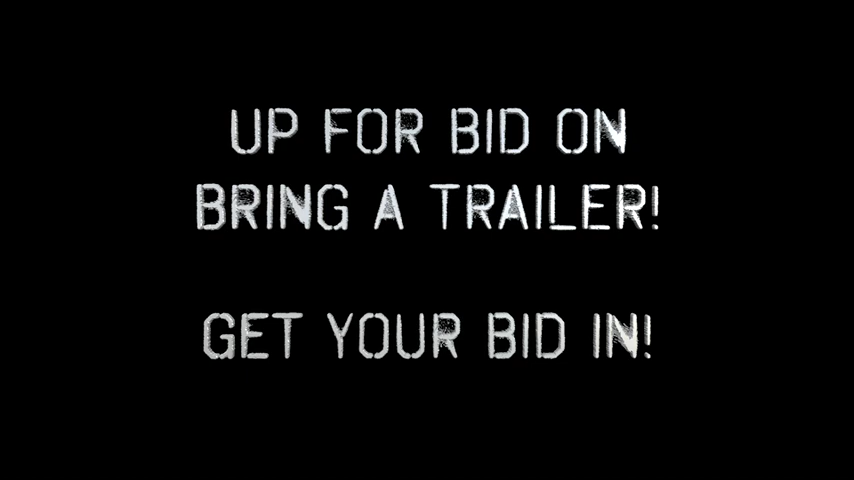 UP FOR BID ON
BRING A TRAILER!
GET YOUR BID IN!